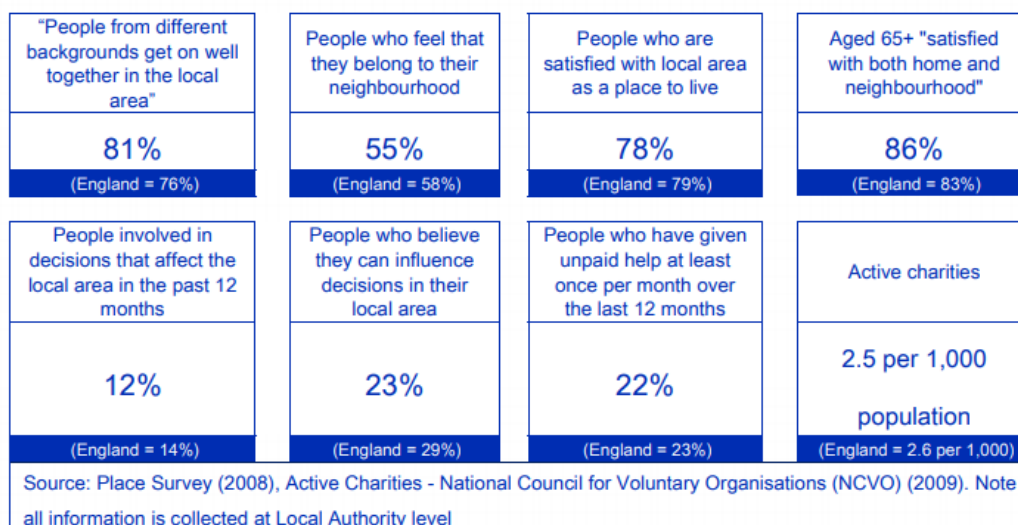 “People from different
backgrounds get on well
together in the local
area”
81%
(England = 76%)
People who feel that
they belong to their
neighbourhood
55%
(England = 58%)
People who are
satisfied with local area
as a place to live
78%
(England = 79%)
Aged 65+ "satisfied
with both home and
neighbourhood"
86%
(England = 83%)
People involved in
decisions that affect the
local area in the past 12
months
12%
(England = 14%)
People who believe
they can influence
decisions in their
local area
23%
(England = 29%)
People who have given
unpaid help at least
once per month over
the last 12 months
22%
(England = 23%)
Active charities
2.5 per 1,000
population
(England = 2.6 per 1,000)
Source: Place Survey (2008), Active Charities - National Council for Voluntary Organisations (NCVO) (2009). Note
all information is collected at Local Authority level